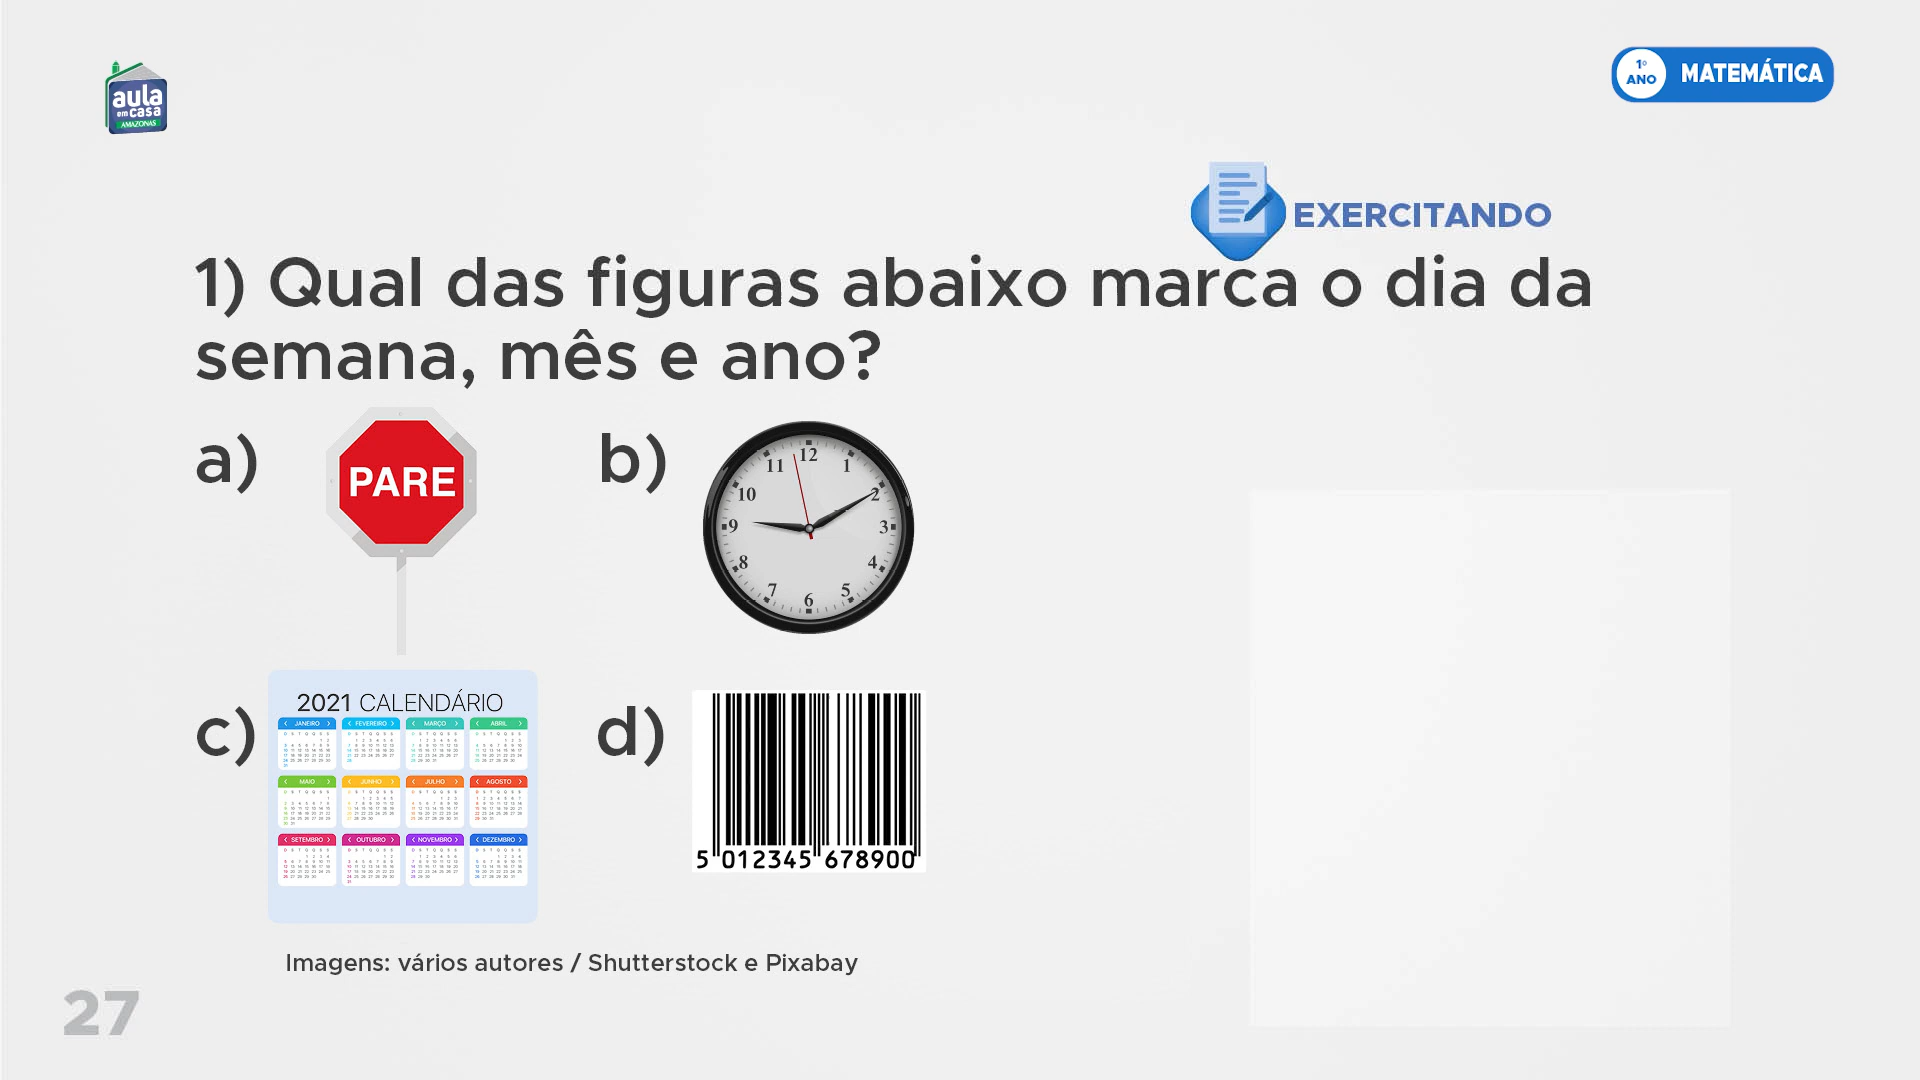 aula
em casa
AMAZONAS
1º
ANO
MATEMÁTICA
EXERCITANDO
1) Qual das figuras abaixo marca o dia da
semana, mês e ano?
a)
PARE
b)
12
11
1
10
2
9
3
8
4
7
5
6
c)
2021 CALENDÁRIO
JANEIRO
FEVEREIRO
MARÇO
ABRIL
MAIO
JUNHO
JULHO
AGOSTO
SETEMBRO
OUTUBRO
NOVEMBRO
DEZEMBRO
d)
5 012345 678900
Imagens: vários autores / Shutterstock e Pixabay
27